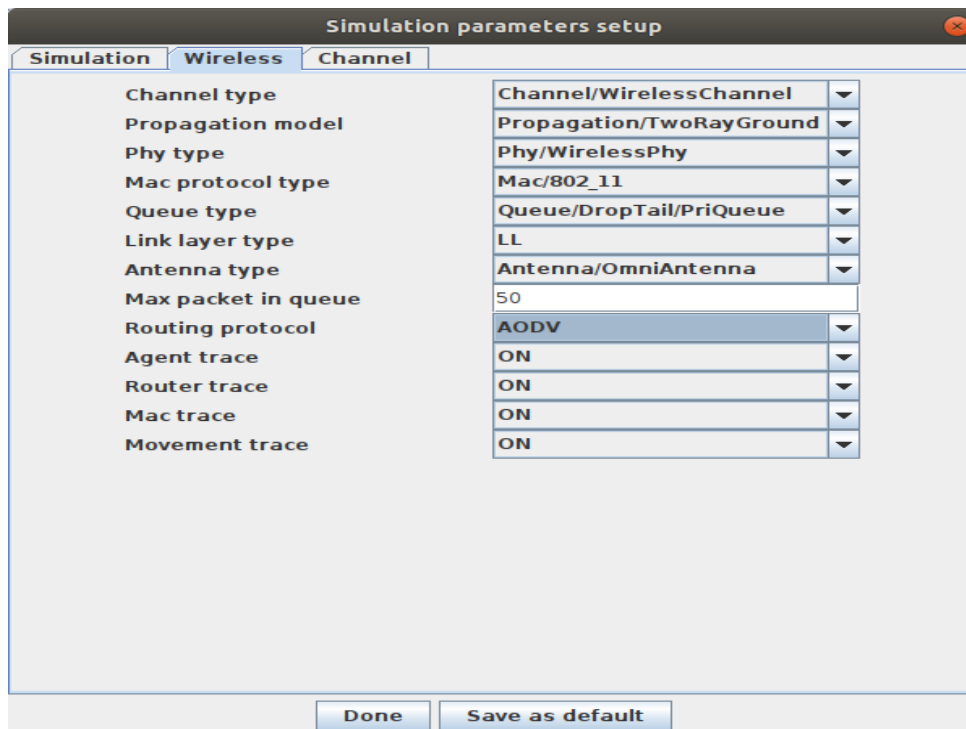 Simulation parameters setup
Simulation Wireless Channel
Channel type Channel/WirelessChannel
Propagation model Propagation/TwoRayGround
Phy type Phy/WirelessPhy
Mac protocol type Mac/802_11
Queue type Queue/DropTail/PriQueue
Link layer type LL
Antenna type Antenna/OmniAntenna
Max packet in queue 50
Routing protocol AODV
Agent trace ON
Router trace ON
Mac trace ON
Movement trace ON
Done Save as default